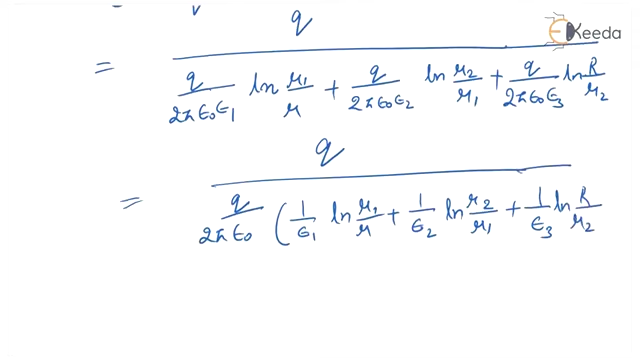 Keeda
q
= q/2πϵ0ϵ1 ln r1/r + q/2πϵ0ϵ2 ln r2/r1 + q/2πϵ0ϵ3 ln R/r2
q
= q/2πϵ0 ( 1/ϵ1 ln r1/r + 1/ϵ2 ln r2/r1 + 1/ϵ3 ln R/r2